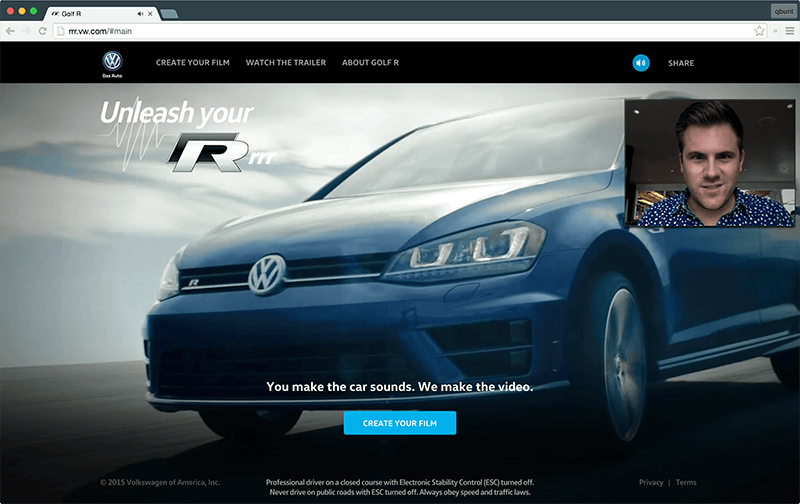 Golf R
qbunt
rrr.vw.com/#main
Das Auto
CREATE YOUR FILM
WATCH THE TRAILER
ABOUT GOLF R
SHARE
Unleash your
R rrr
R
You make the car sounds. We make the video.
CREATE YOUR FILM
© 2015 Volkswagen of America, Inc.
Professional driver on a closed course with Electronic Stability Control (ESC) turned off.
Never drive on public roads with ESC turned off. Always obey speed and traffic laws.
Privacy | Terms